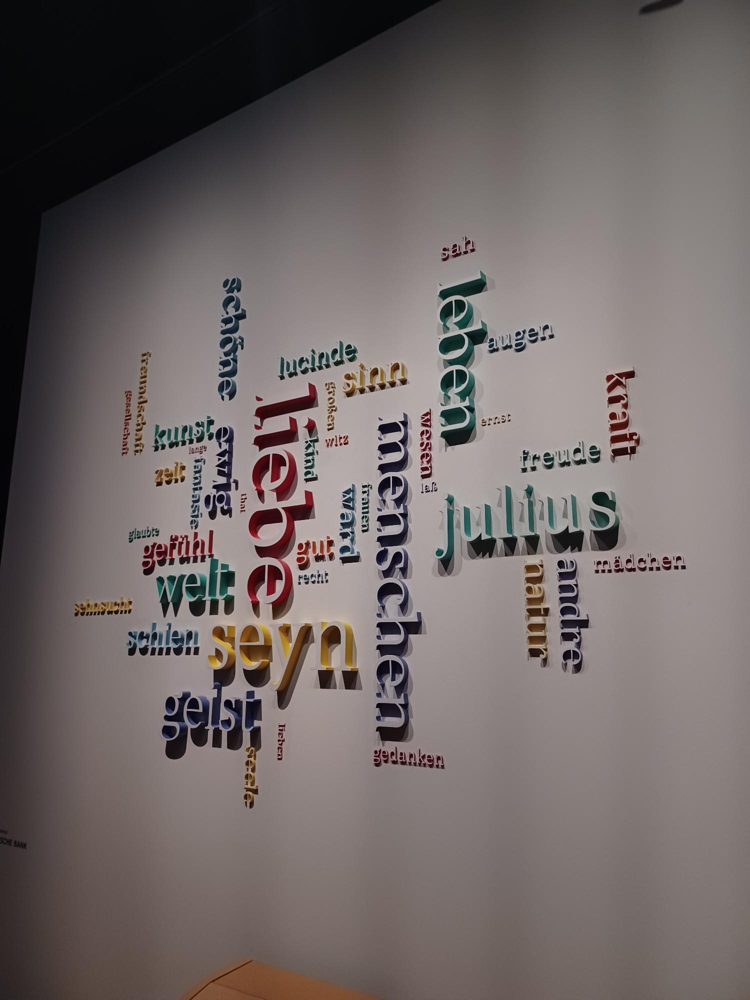 sah
leben
schöne
augen
lucinde
sinn
freundschaft
gesellschaft
kraft
liebe
großen
kunst
ewig
lange
witz
kind
menschen
wesen
ernst
freude
zeit
fantasie
that
ward
frauen
laß
julius
glaubte
gefühl
gut
recht
welt
mädchen
natur
andre
sehnsucht
schien
seyn
geist
lieben
seele
gedanken
SCHE BANK